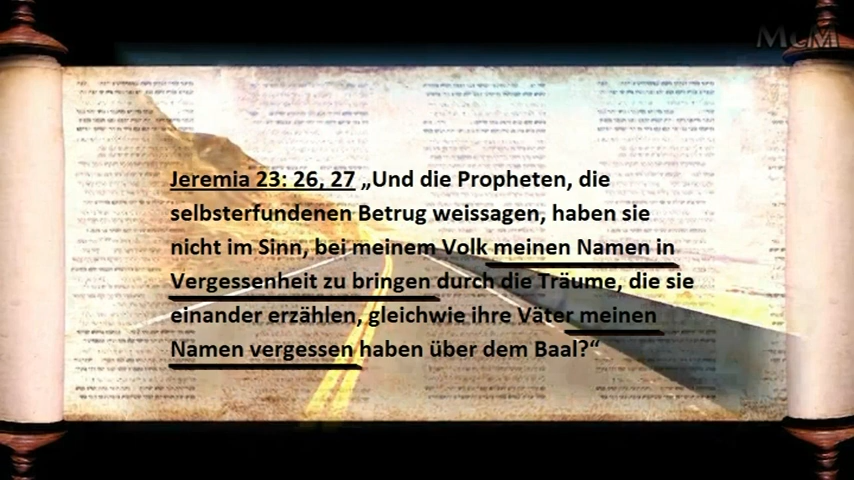 McM
Jeremia 23: 26, 27 „Und die Propheten, die
selbsterfundenen Betrug weissagen, haben sie
nicht im Sinn, bei meinem Volk meinen Namen in
Vergessenheit zu bringen durch die Träume, die sie
einander erzählen, gleichwie ihre Väter meinen
Namen vergessen haben über dem Baal?“